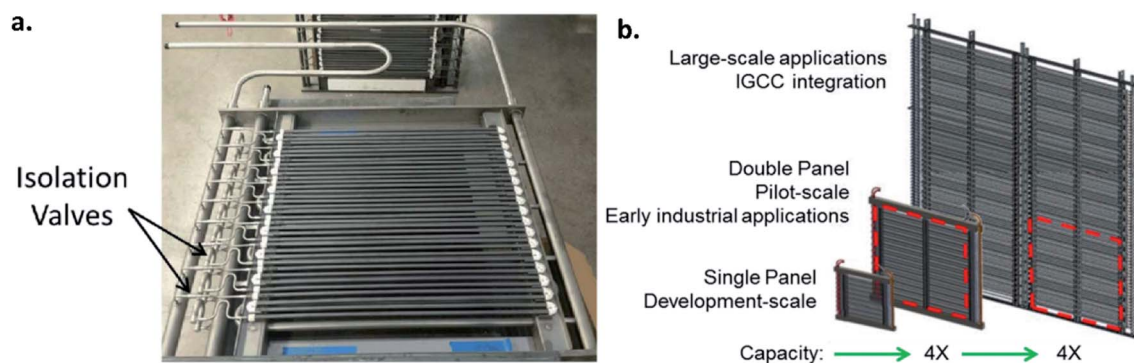 a.
Isolation
Valves
b.
Large-scale applications
IGCC integration
Double Panel
Pilot-scale
Early industrial applications
Single Panel
Development-scale
Capacity: 4X 4X